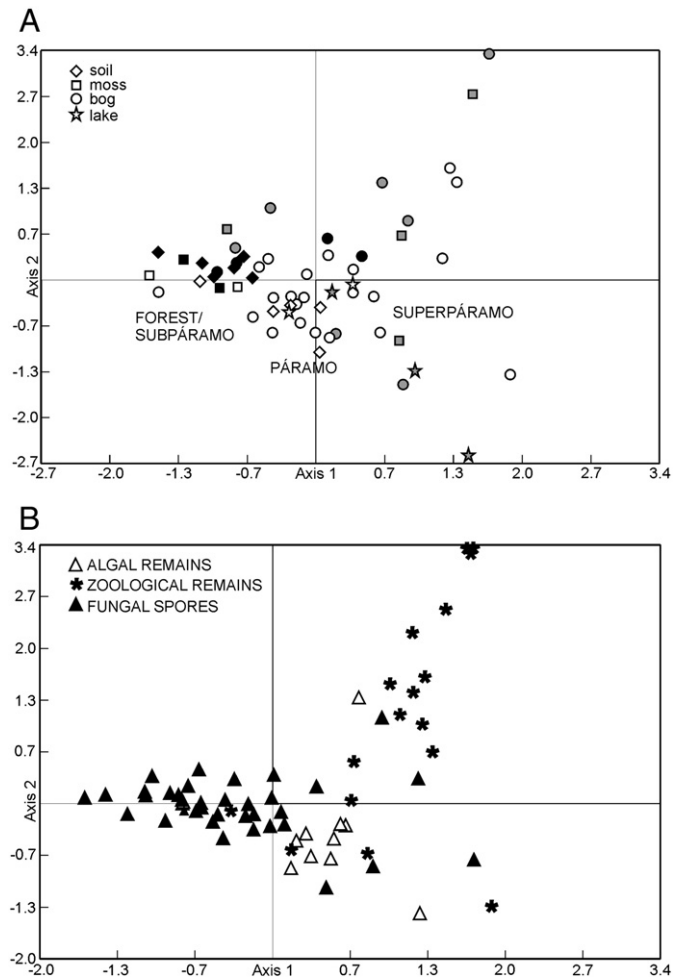 A
3.4
soil
moss
bog
lake
2.7
2.0
1.3
0.7
Axis 2
FOREST/
SUBPÁRAMO
SUPERPÁRAMO
PÁRAMO
-0.7
-1.3
-2.0
-2.7
-2.7 -2.0 -1.3 -0.7 Axis 1 0.7 1.3 2.0 2.7 3.4
B
3.4
ALGAL REMAINS
ZOOLOGICAL REMAINS
FUNGAL SPORES
2.7
2.0
1.3
0.7
Axis 2
-0.7
-1.3
-2.0
-2.0 -1.3 -0.7 Axis 1 0.7 1.3 2.0 2.7 3.4